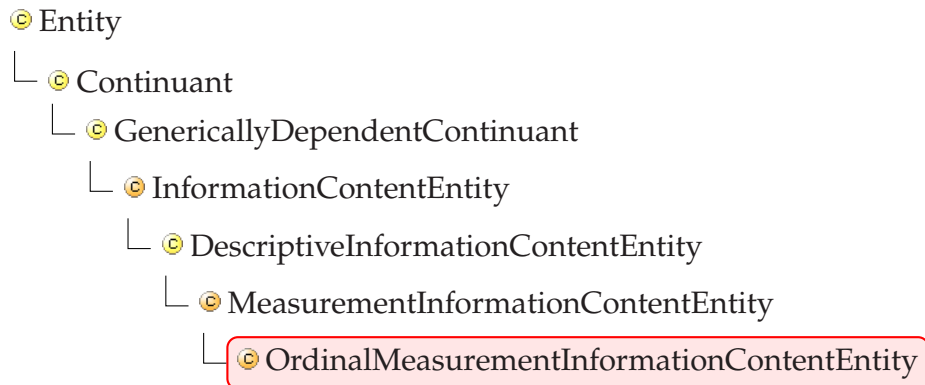 Entity
Continuant
GenericallyDependentContinuant
InformationContentEntity
DescriptiveInformationContentEntity
MeasurementInformationContentEntity
OrdinalMeasurementInformationContentEntity